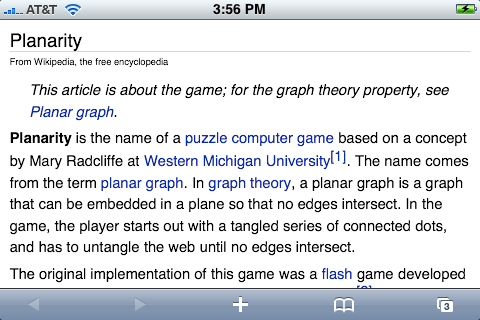 AT&T 3:56 PM
Planarity
From Wikipedia, the free encyclopedia
This article is about the game; for the graph theory property, see
Planar graph.
Planarity is the name of a puzzle computer game based on a concept
by Mary Radcliffe at Western Michigan University[1]. The name comes
from the term planar graph. In graph theory, a planar graph is a graph
that can be embedded in a plane so that no edges intersect. In the
game, the player starts out with a tangled series of connected dots,
and has to untangle the web until no edges intersect.
The original implementation of this game was a flash game developed
3